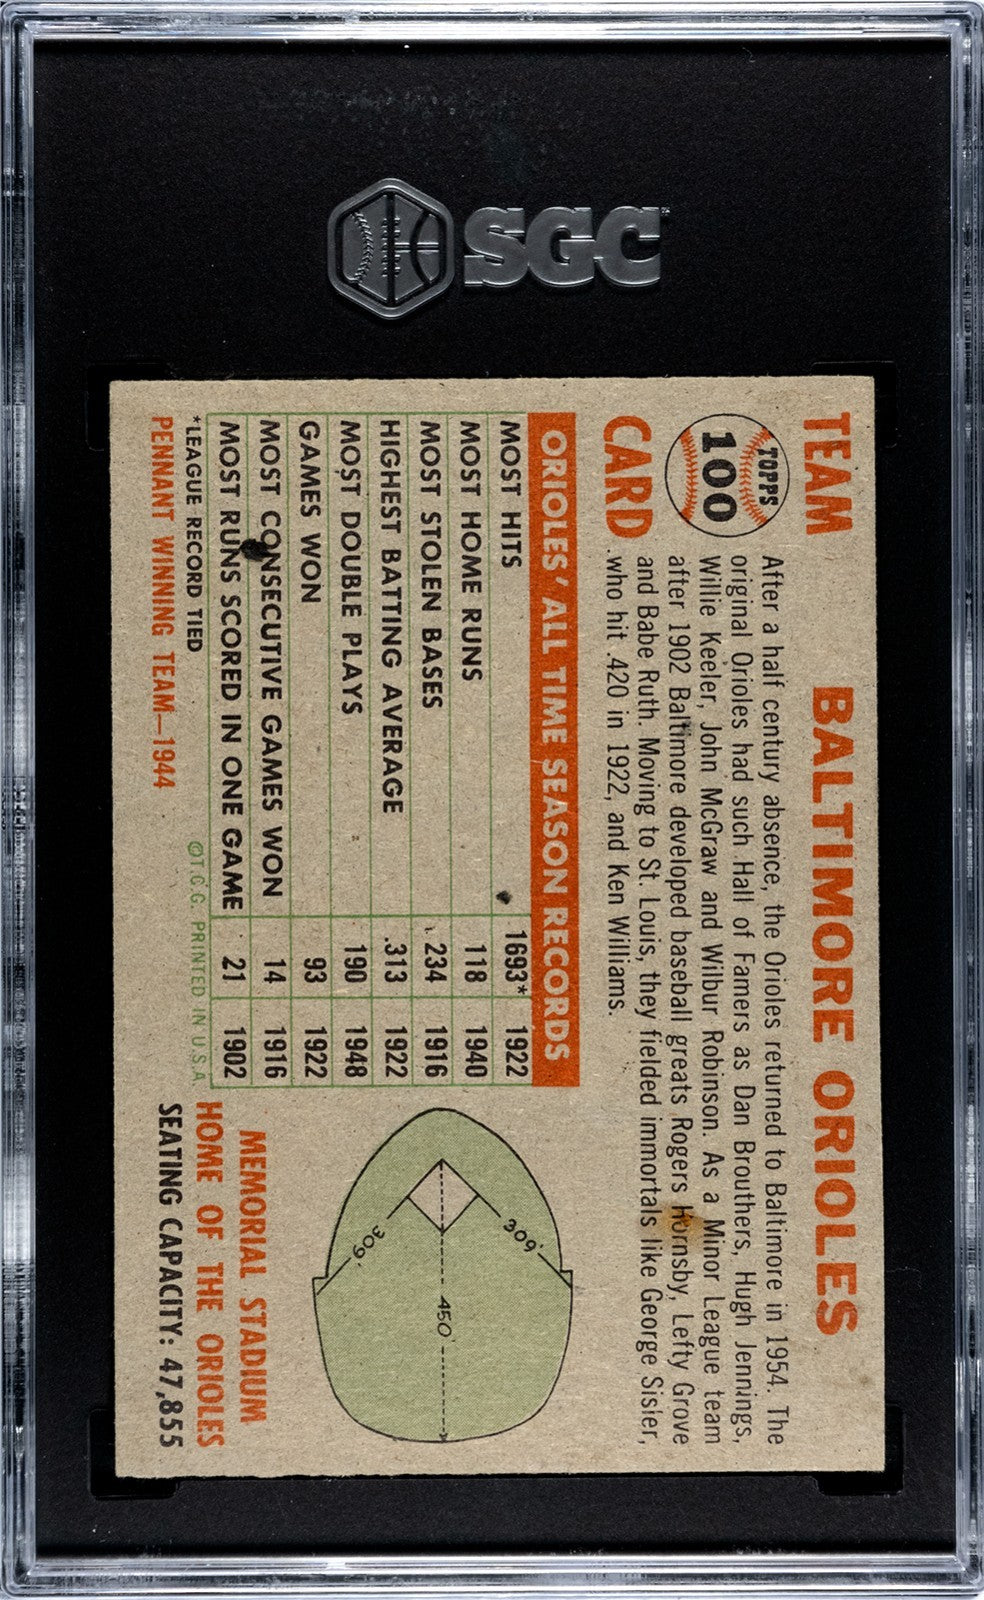 SGC
TEAM
TOPPS
100
CARD
BALTIMORE ORIOLES
After a half century absence, the Orioles returned to Baltimore in 1954. The
original Orioles had such Hall of Famers as Dan Brouthers, Hugh Jennings,
Willie Keeler, John McGraw and Wilbur Robinson. As a Minor League team
after 1902 Baltimore developed baseball greats Rogers Hornsby, Lefty Grove
and Babe Ruth. Moving to St. Louis, they fielded immortals like George Sisler,
who hit .420 in 1922, and Ken Williams.
ORIOLES' ALL TIME SEASON RECORDS
MOST HITS 1693* 1922
MOST HOME RUNS 118 1940
MOST STOLEN BASES 234 1916
HIGHEST BATTING AVERAGE .313 1922
MOST DOUBLE PLAYS 190 1948
GAMES WON 93 1922
MOST CONSECUTIVE GAMES WON 14 1916
MOST RUNS SCORED IN ONE GAME 21 1902
*LEAGUE RECORD TIED
©T.C.G. PRINTED IN U.S.A.
PENNANT WINNING TEAM—1944
309'
450'
309'
MEMORIAL STADIUM
HOME OF THE ORIOLES
SEATING CAPACITY: 47,855